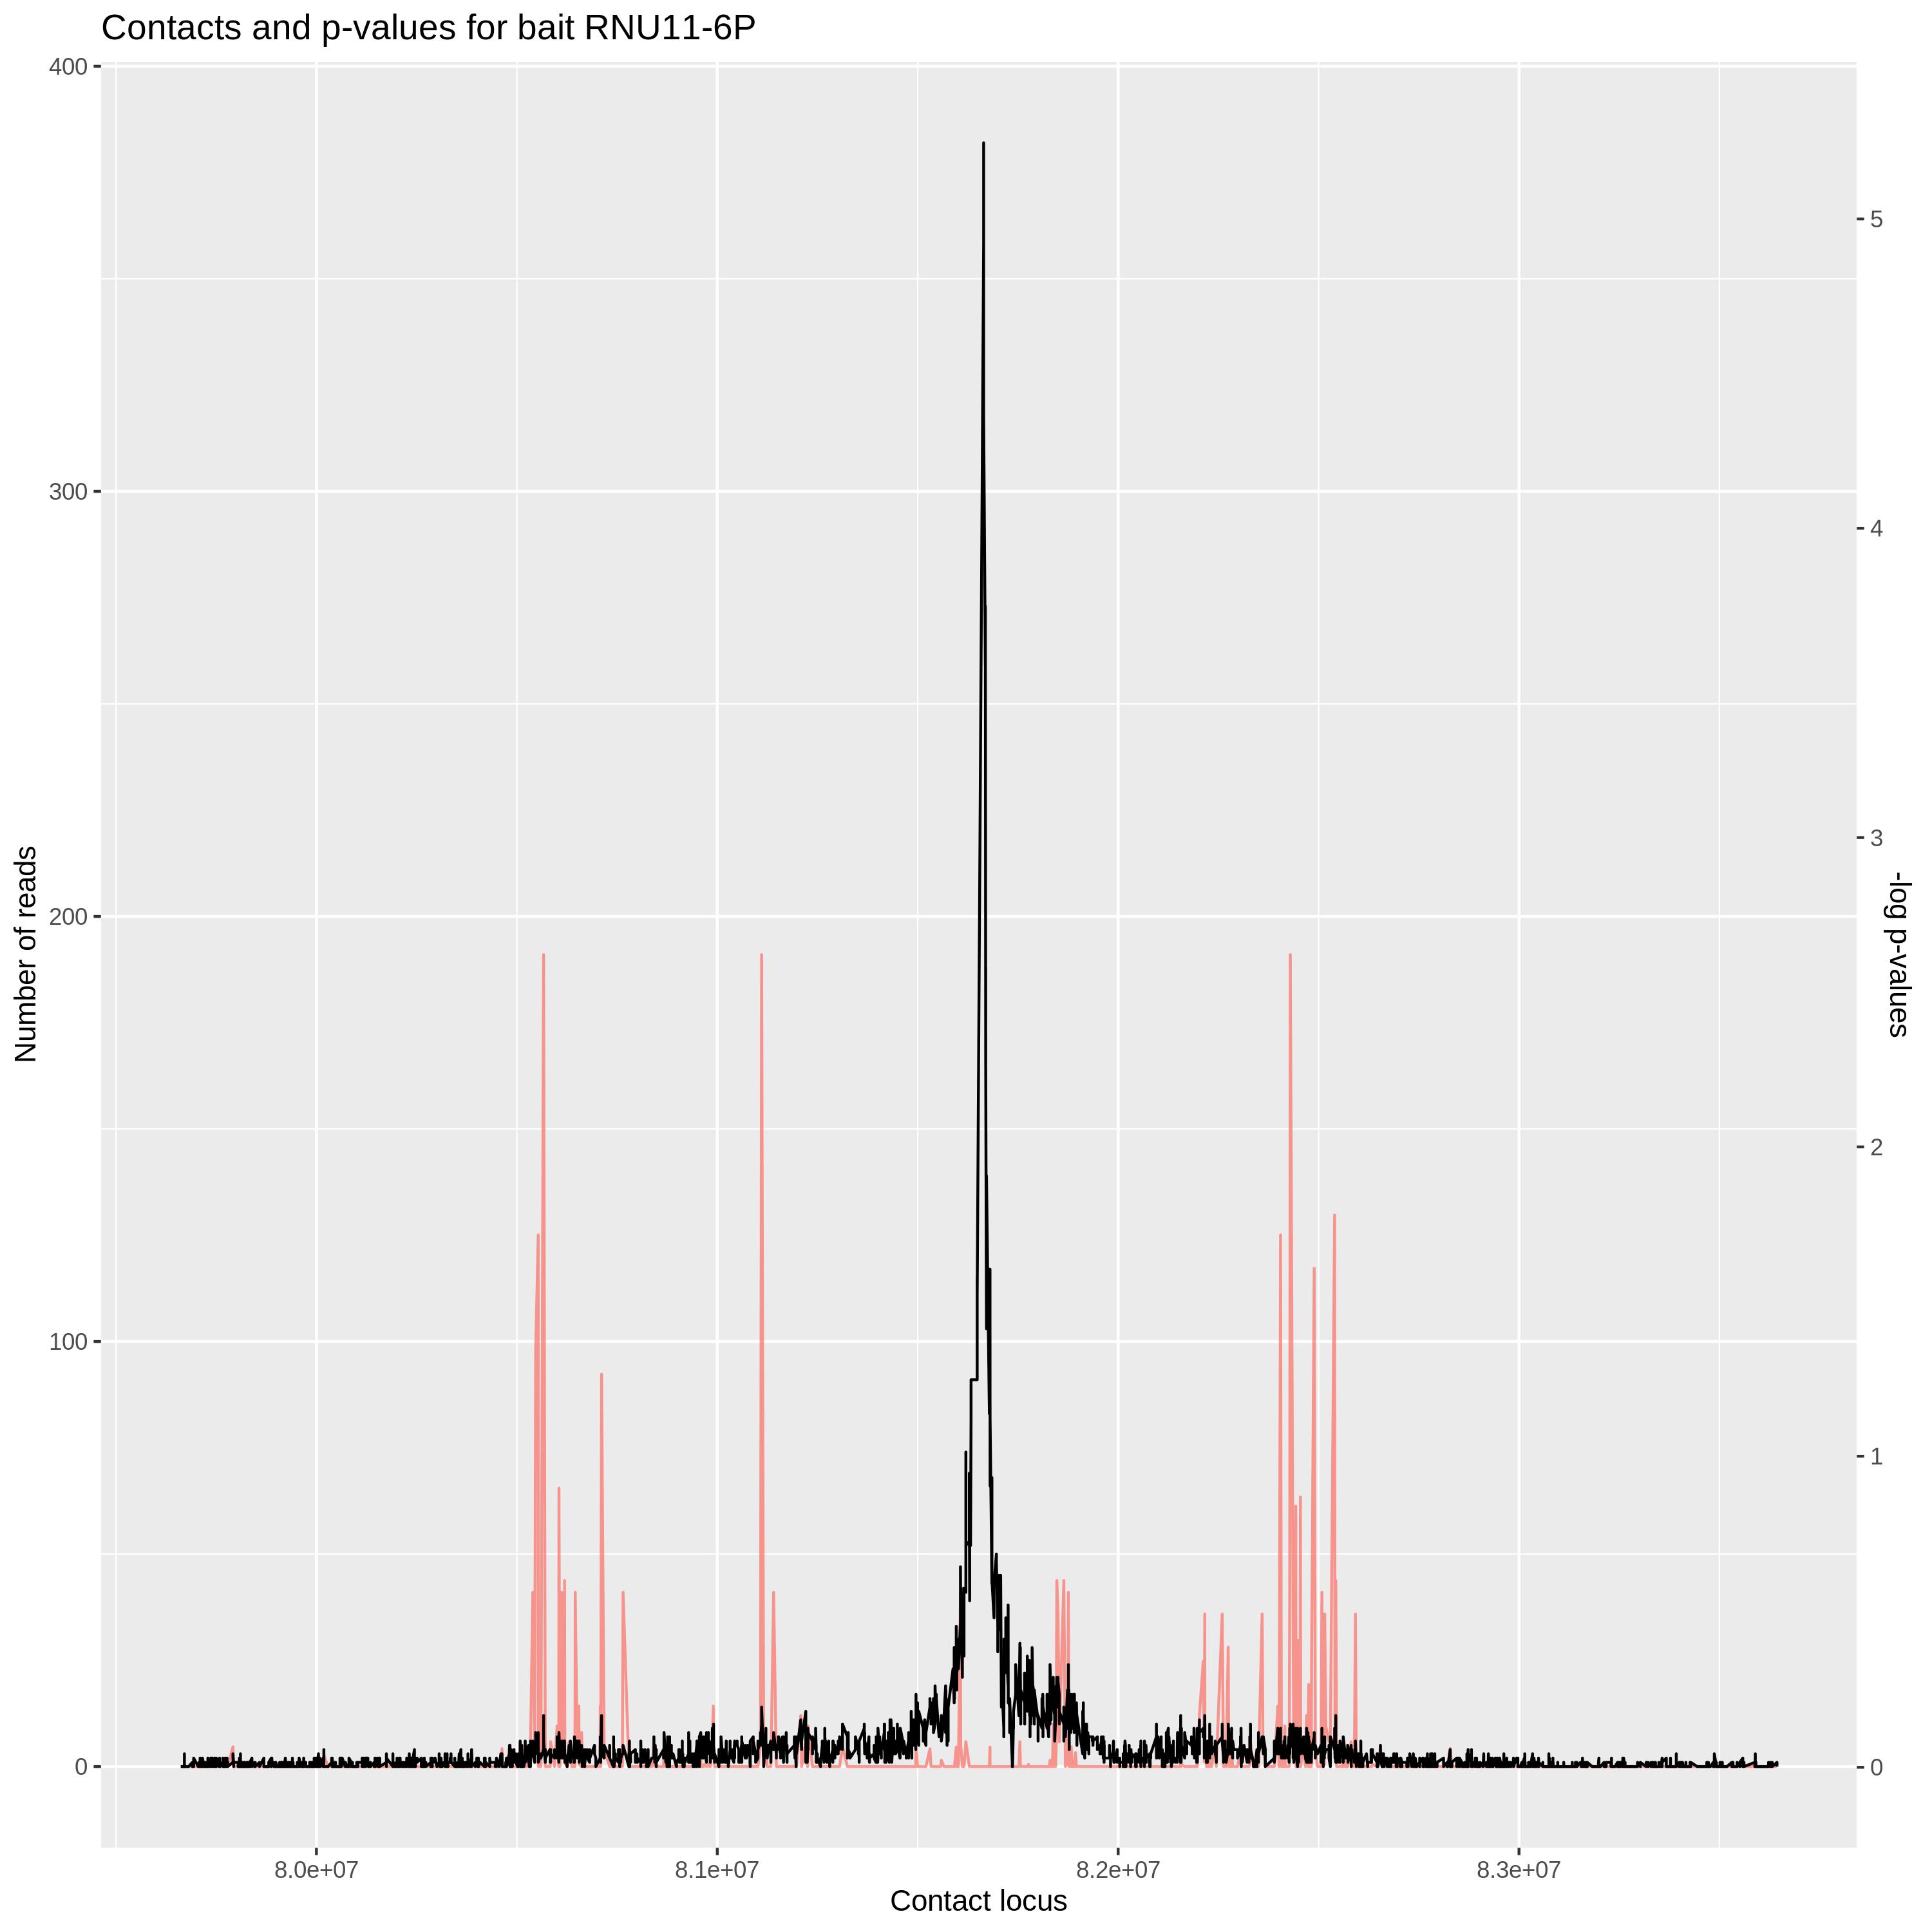 Contacts and p-values for bait RNU11-6P
400
300
200
100
0
Number of reads
5
4
3
2
1
0
-log p-values
8.0e+07 8.1e+07 8.2e+07 8.3e+07
Contact locus